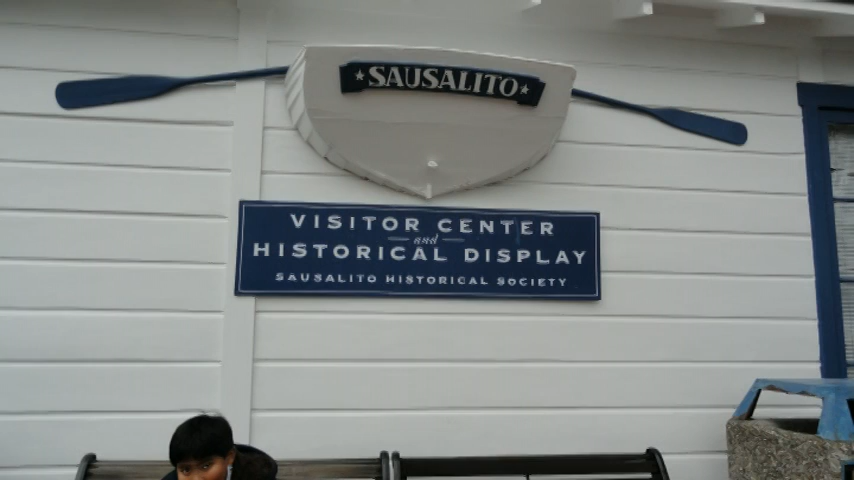 SAUSALITO
VISITOR CENTER
and
HISTORICAL DISPLAY
SAUSALITO HISTORICAL SOCIETY